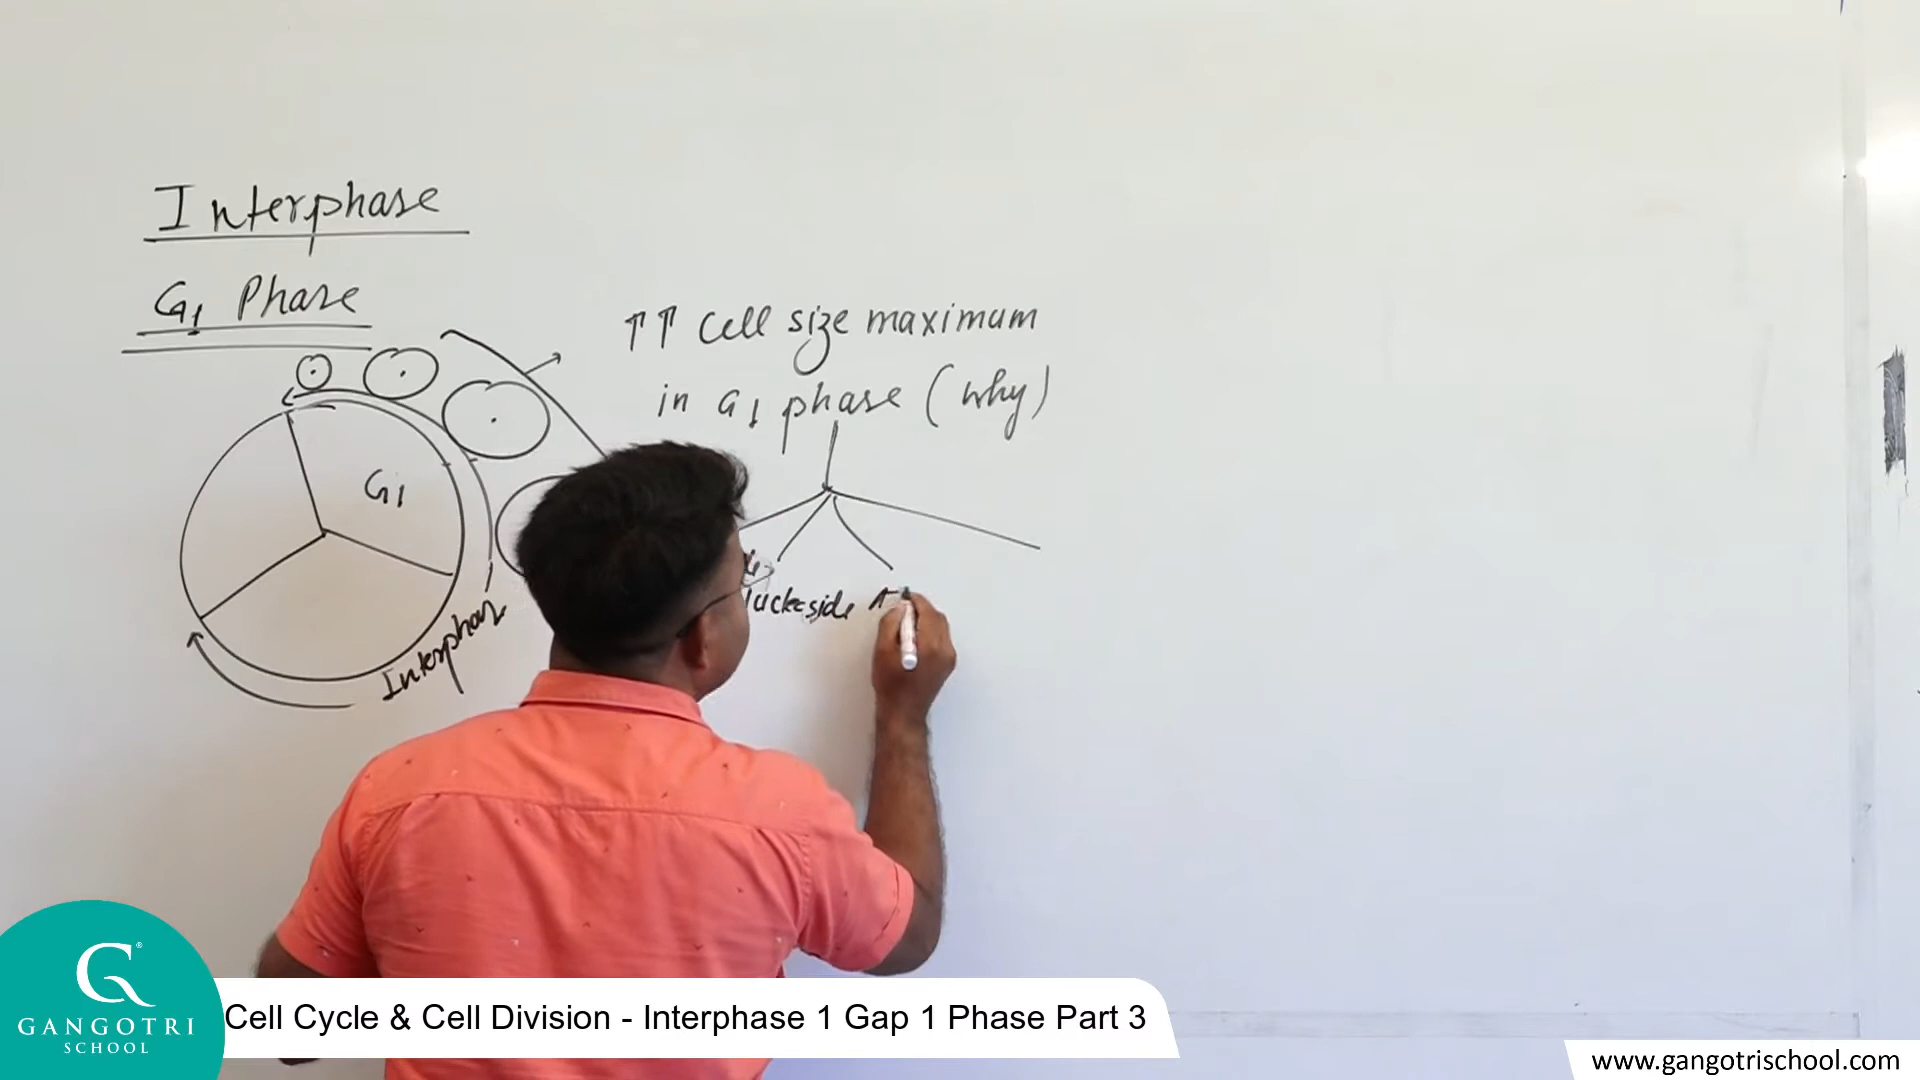 Interphase
G1 Phase
↑↑ Cell size maximum
in G1 phase (why)
G1
Interphase
GANGOTRI
SCHOOL
Cell Cycle & Cell Division - Interphase 1 Gap 1 Phase Part 3
www.gangotrischool.com